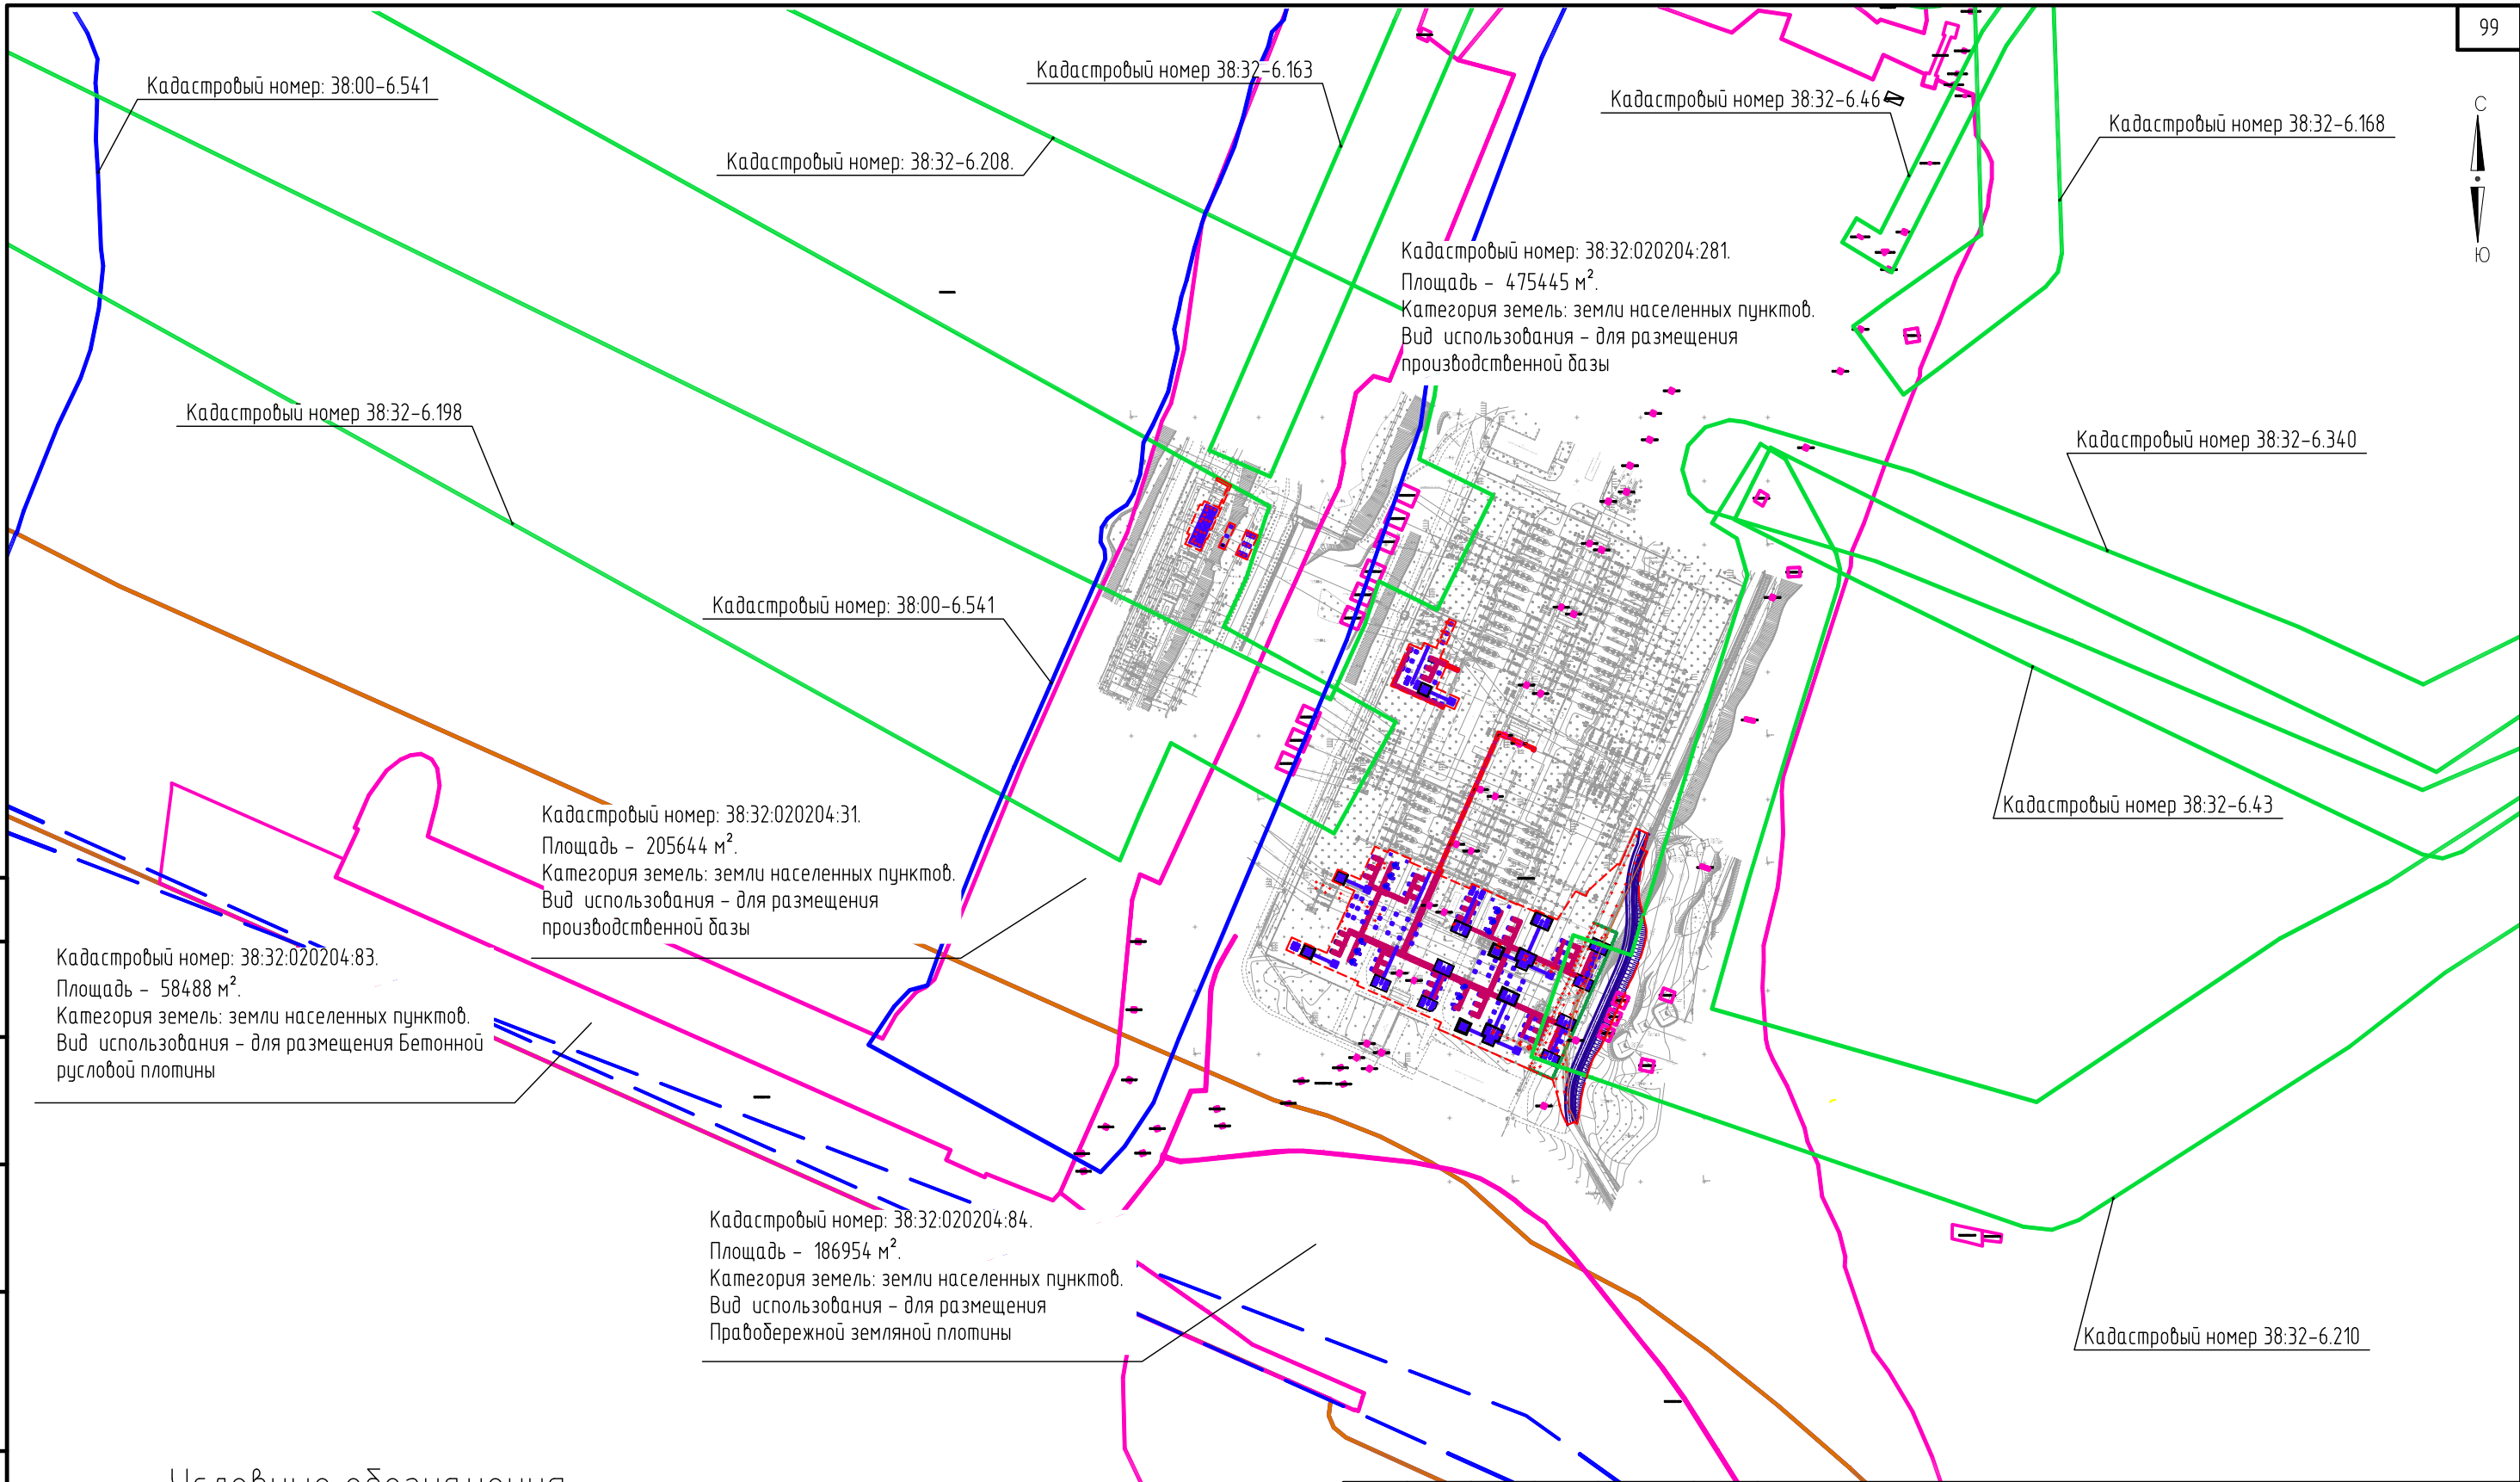 99
Кадастровый номер: 38:00-6.541
Кадастровый номер 38:32-6.163
Кадастровый номер 38:32-6.46
Кадастровый номер 38:32-6.168
С
Ю
Кадастровый номер: 38:32-6.208.
Кадастровый номер: 38:32:020204:281.
Площадь - 475445 м².
Категория земель: земли населенных пунктов.
Вид использования - для размещения
производственной базы
Кадастровый номер 38:32-6.198
Кадастровый номер 38:32-6.340
Кадастровый номер: 38:00-6.541
Кадастровый номер 38:32-6.43
Кадастровый номер: 38:32:020204:31.
Площадь - 205644 м².
Категория земель: земли населенных пунктов.
Вид использования - для размещения
производственной базы
Кадастровый номер: 38:32:020204:83.
Площадь - 58488 м².
Категория земель: земли населенных пунктов.
Вид использования - для размещения Бетонной
русловой плотины
Кадастровый номер: 38:32:020204:84.
Площадь - 186954 м².
Категория земель: земли населенных пунктов.
Вид использования - для размещения
Правобережной земляной плотины
Кадастровый номер 38:32-6.210
Условные обозначения